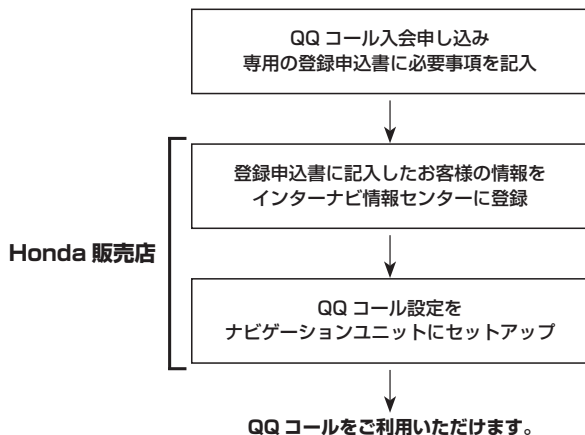 QQ コール入会申し込み
専用の登録申込書に必要事項を記入
登録申込書に記入したお客様の情報を
インターナビ情報センターに登録
Honda 販売店
QQ コール設定を
ナビゲーションユニットにセットアップ
QQ コールをご利用いただけます。